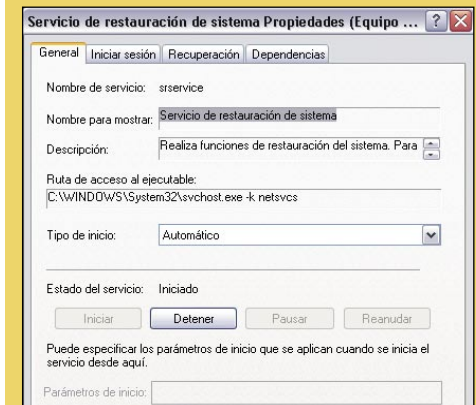 Servicio de restauración de sistema Propiedades (Equipo ...
General Iniciar sesión Recuperación Dependencias
Nombre de servicio: srservice
Nombre para mostrar: Servicio de restauración de sistema
Descripción: Realiza funciones de restauración del sistema. Para
Ruta de acceso al ejecutable:
C:\WINDOWS\System32\svchost.exe -k netsvcs
Tipo de inicio: Automático
Estado del servicio: Iniciado
Iniciar Detener Pausar Reanudar
Puede especificar los parámetros de inicio que se aplican cuando se inicia el
servicio desde aquí.
Parámetros de inicio: